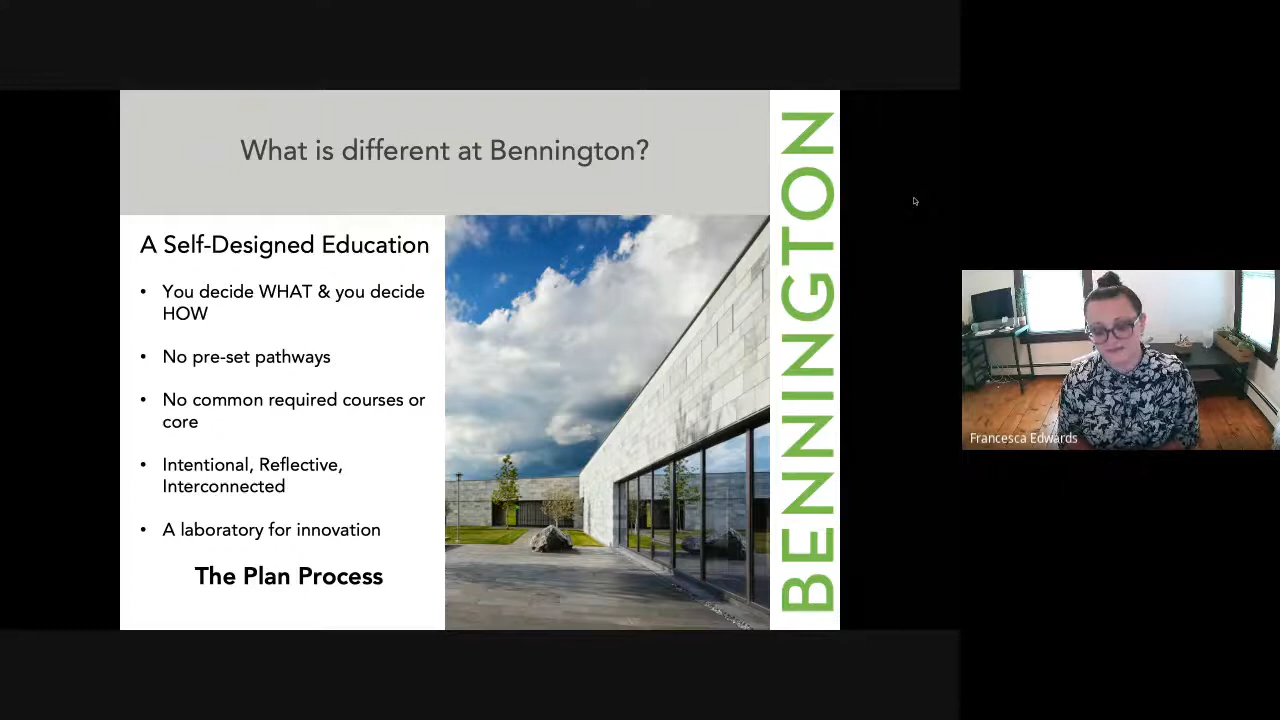 What is different at Bennington?
A Self-Designed Education
• You decide WHAT & you decide
HOW
• No pre-set pathways
• No common required courses or
core
• Intentional, Reflective,
Interconnected
• A laboratory for innovation
The Plan Process
BENNINGTON
Francesca Edwards